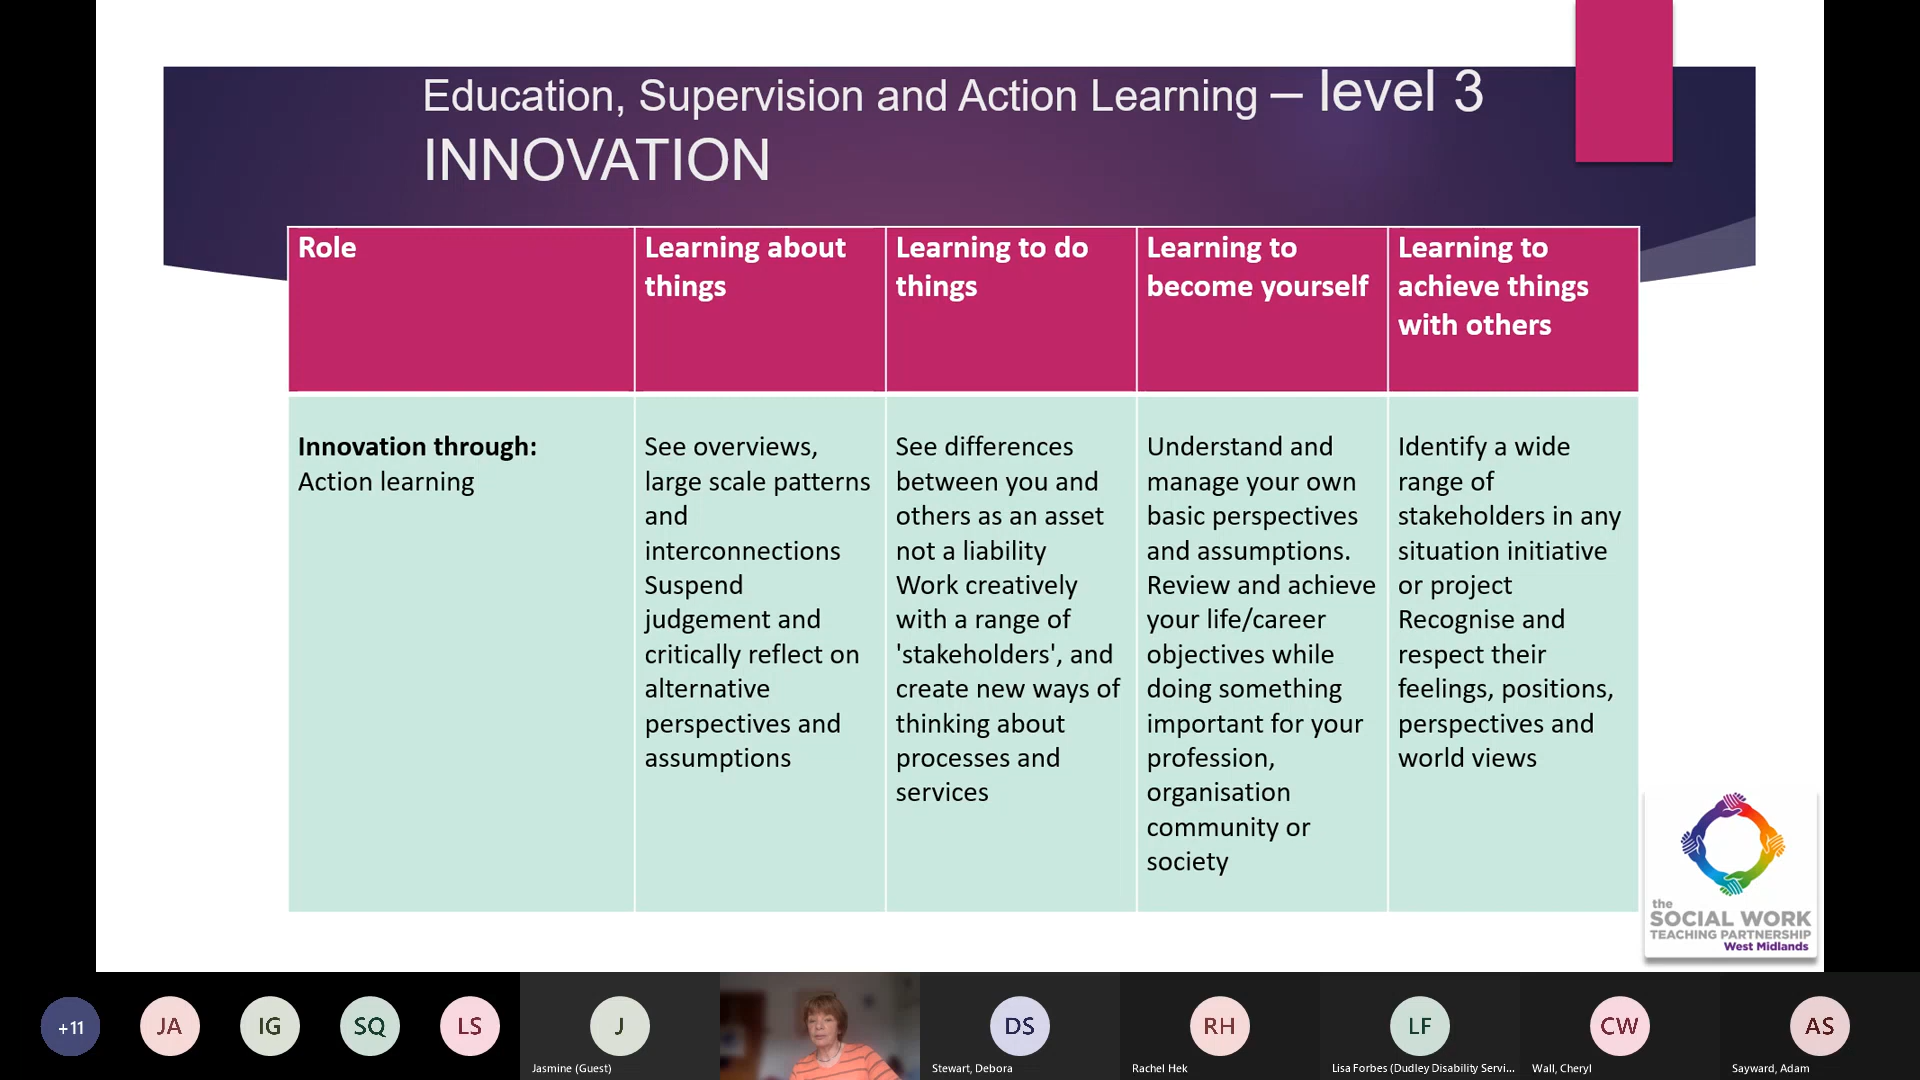 Education, Supervision and Action Learning – level 3
INNOVATION
Role
Learning about
things
Learning to do
things
Learning to
become yourself
Learning to
achieve things
with others
Innovation through:
Action learning
See overviews,
large scale patterns
and
interconnections
Suspend
judgement and
critically reflect on
alternative
perspectives and
assumptions
See differences
between you and
others as an asset
not a liability
Work creatively
with a range of
'stakeholders', and
create new ways of
thinking about
processes and
services
Understand and
manage your own
basic perspectives
and assumptions.
Review and achieve
your life/career
objectives while
doing something
important for your
profession,
organisation
community or
society
Identify a wide
range of
stakeholders in any
situation initiative
or project
Recognise and
respect their
feelings, positions,
perspectives and
world views
the
SOCIAL WORK
TEACHING PARTNERSHIP
West Midlands
+11
JA
IG
SQ
LS
J
Jasmine (Guest)
DS
Stewart, Debora
RH
Rachel Hek
LF
Lisa Forbes (Dudley Disability Servi...
CW
Wall, Cheryl
AS
Sayward, Adam